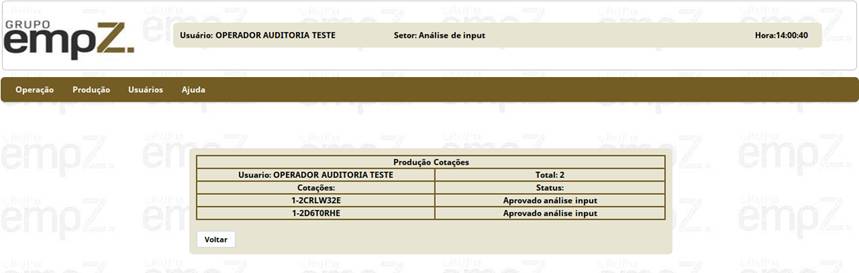 GRUPO
empZ.
Usuário: OPERADOR AUDITORIA TESTE Setor: Análise de input Hora:14:00:40
Operação Produção Usuários Ajuda
Produção Cotações
Usuario: OPERADOR AUDITORIA TESTE Total: 2
Cotações: Status:
1-2CRLW32E Aprovado análise input
1-2D6T0RHE Aprovado análise input
Voltar